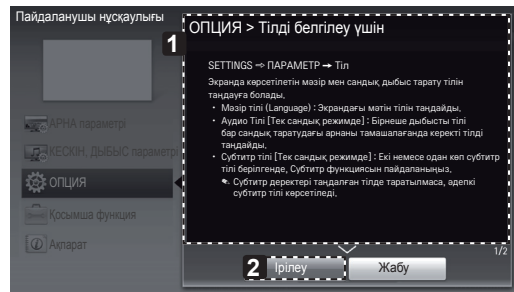 Пайдаланушы нұсқаулығы
АРНА параметрі
КЕСКІН, ДЫБЫС параметрі
ОПЦИЯ
Қосымша функция
Ақпарат
1
ОПЦИЯ > Тілді белгілеу үшін
SETTINGS ⇨ ПАРАМЕТР ➙ Тіл
Экранда көрсетілетін мәзір мен сандық дыбыс тарату тілін
таңдауға болады.
• Мәзір тілі (Language) : Экрандағы мәтін тілін таңдайды.
• Аудио Тілі [Тек сандық режимде] : Бірнеше дыбысты тілі
бар сандық таратудағы арнаны тамашалағанда керекті тілді
таңдайды.
• Субтитр тілі [Тек сандық режимде] : Екі немесе одан көп субтитр
тілі берілгенде, Субтитр функциясын пайдаланыңыз.
✎ Субтитр деректері таңдалған тілде таратылмаса, әдепкі
субтитр тілі көрсетіледі.
1/2
2
Ірілеу
Жабу